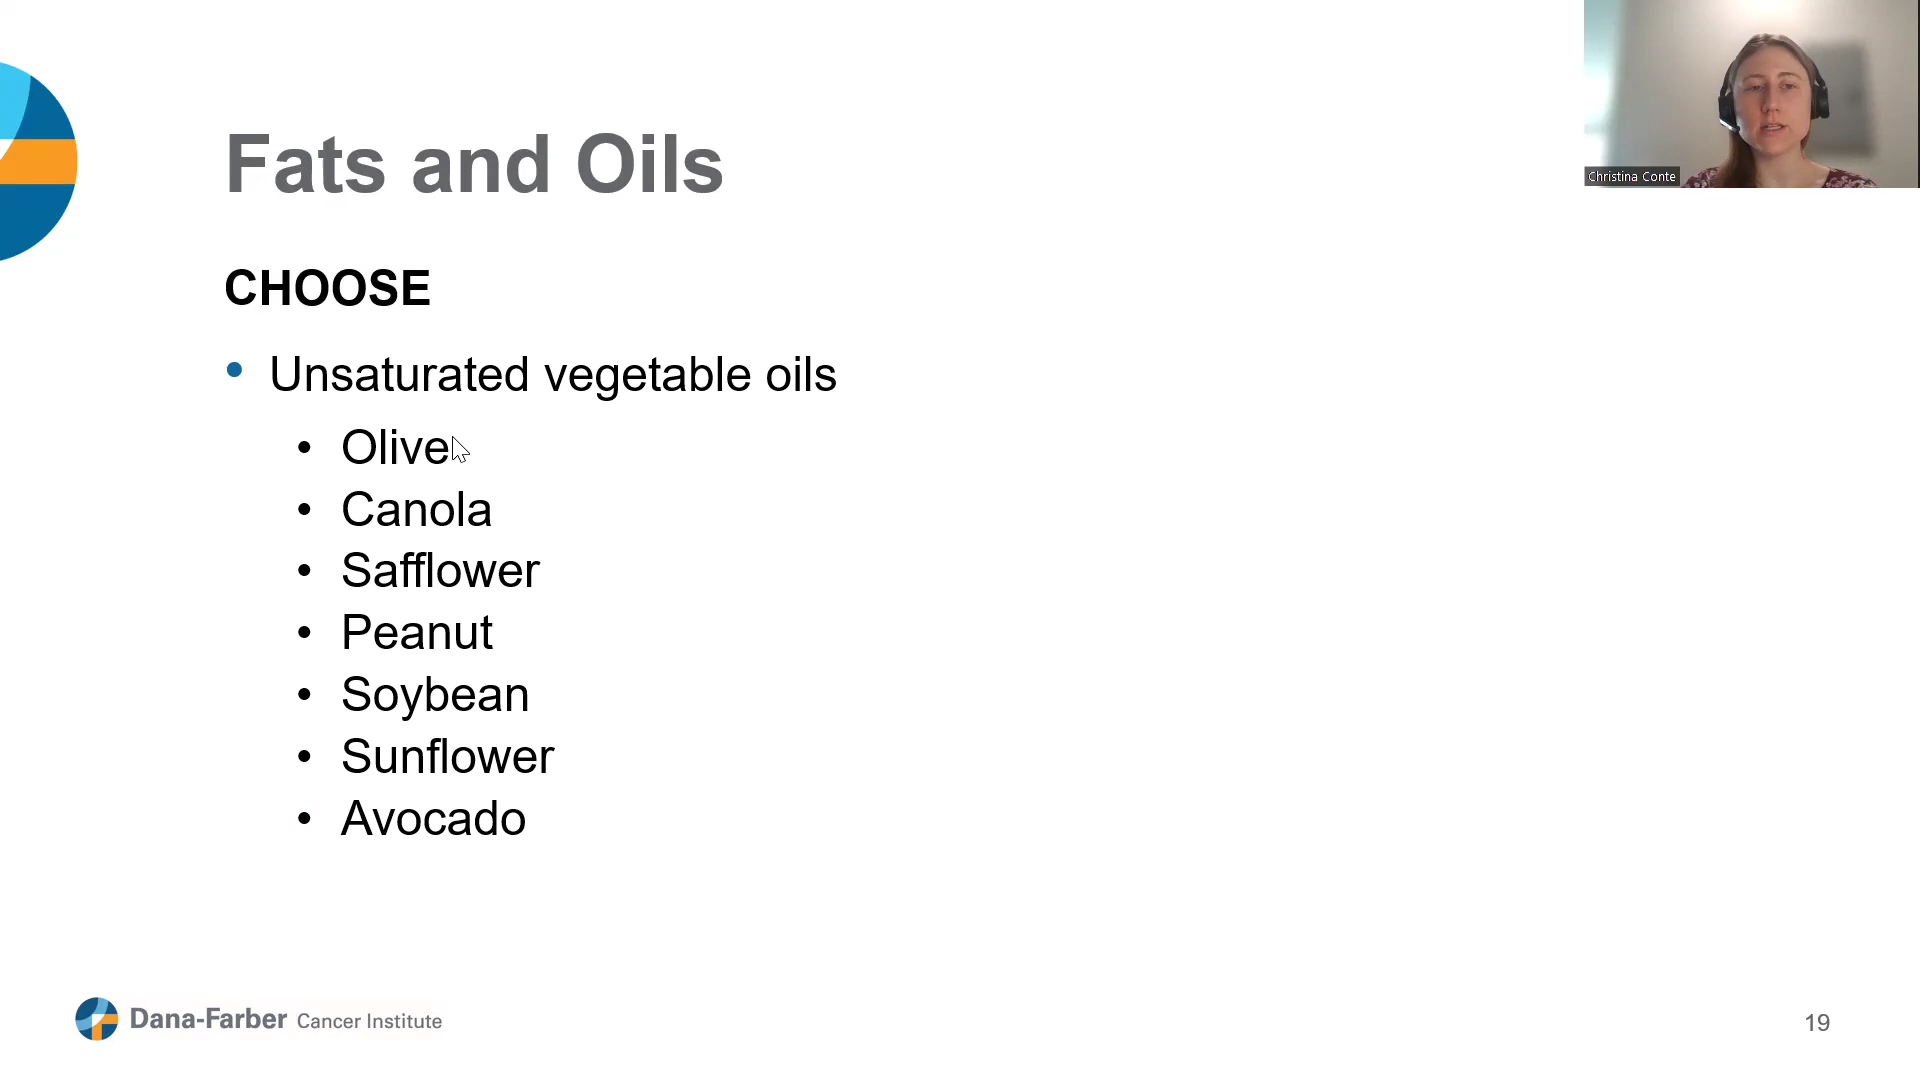 Fats and Oils
Christina Conte
CHOOSE
• Unsaturated vegetable oils
• Olive
• Canola
• Safflower
• Peanut
• Soybean
• Sunflower
• Avocado
Dana-Farber Cancer Institute
19